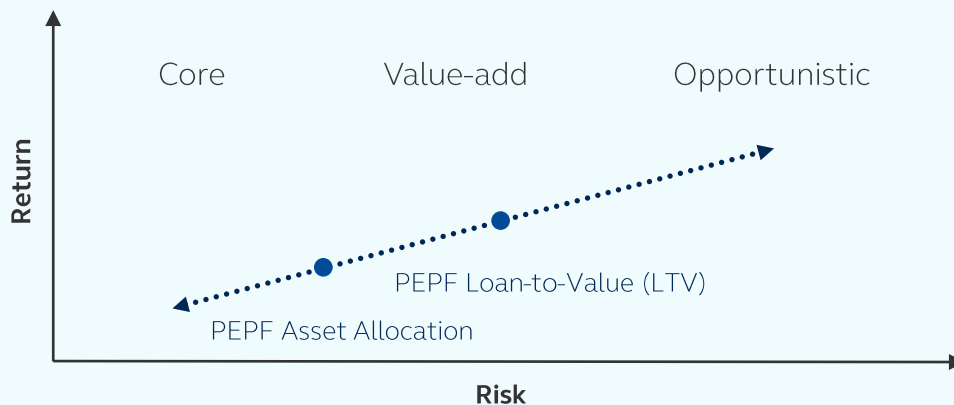 Core
Value-add
Opportunistic
Return
PEPF Loan-to-Value (LTV)
PEPF Asset Allocation
Risk